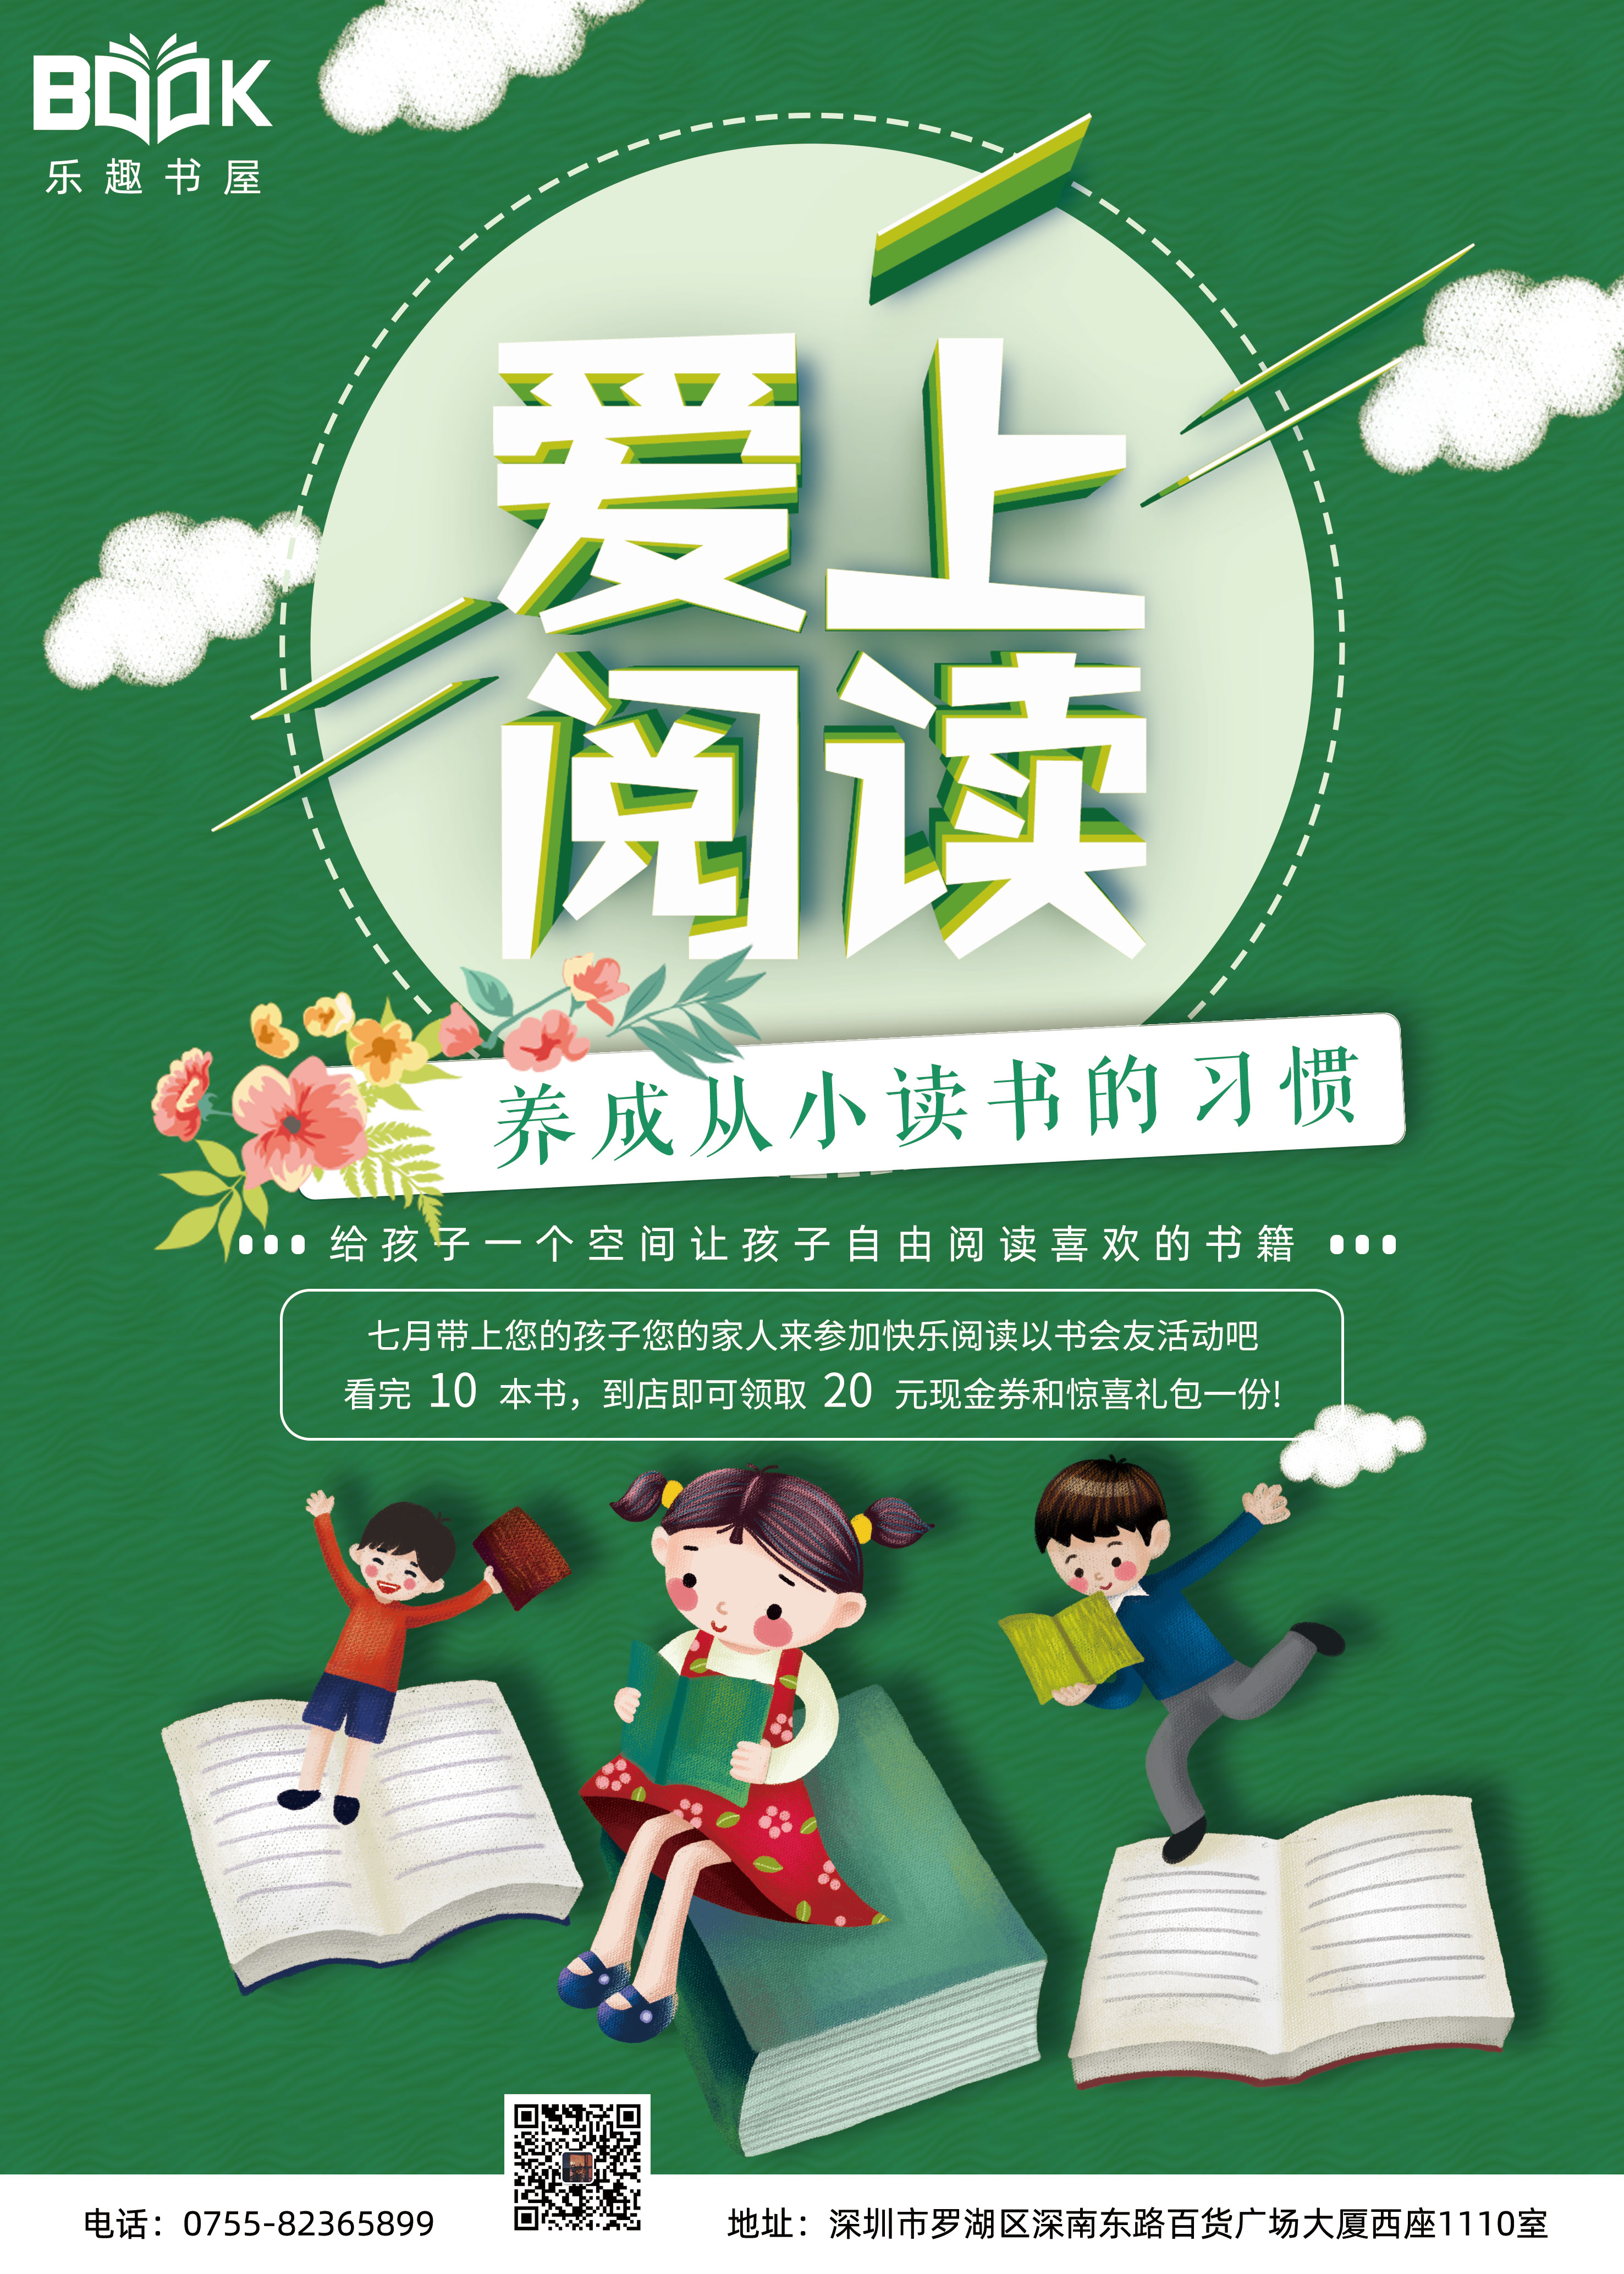 BOOK
乐趣书屋
爱上
阅读
养成从小读书的习惯
给孩子一个空间让孩子自由阅读喜欢的书籍
七月带上您的孩子您的家人来参加快乐阅读以书会友活动吧
看完 10 本书，到店即可领取 20 元现金券和惊喜礼包一份!
电话：0755-82365899
地址：深圳市罗湖区深南东路百货广场大厦西座1110室